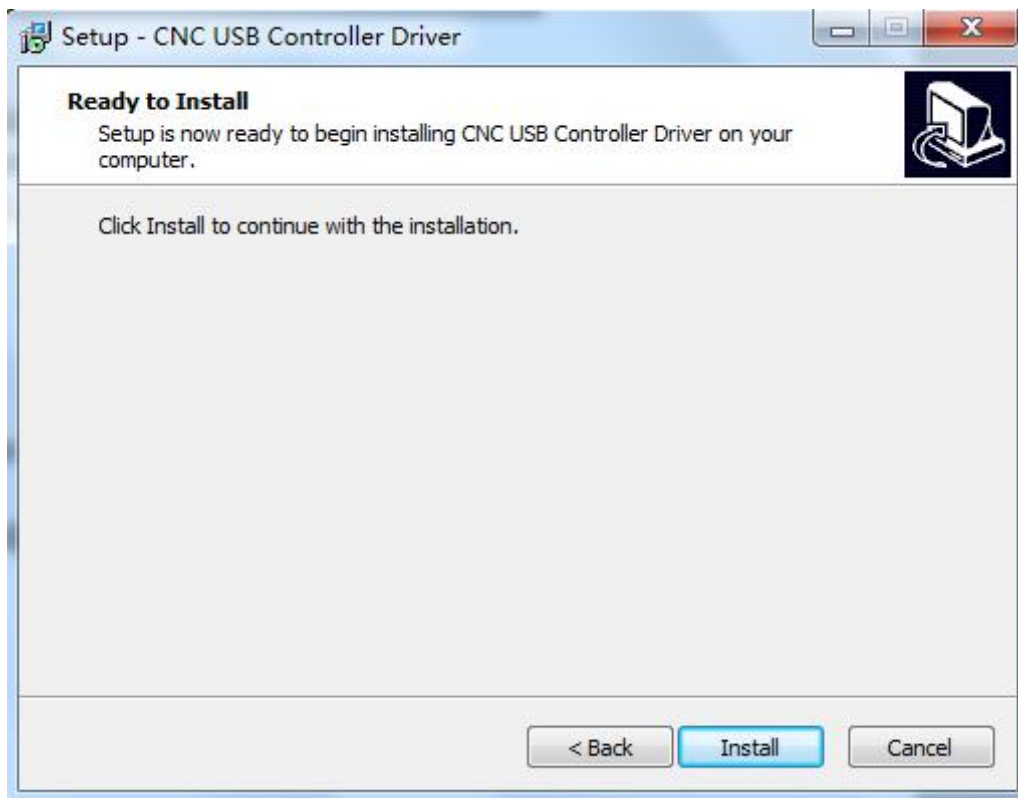 Setup - CNC USB Controller Driver
Ready to Install
Setup is now ready to begin installing CNC USB Controller Driver on your
computer.
Click Install to continue with the installation.
< Back Install Cancel